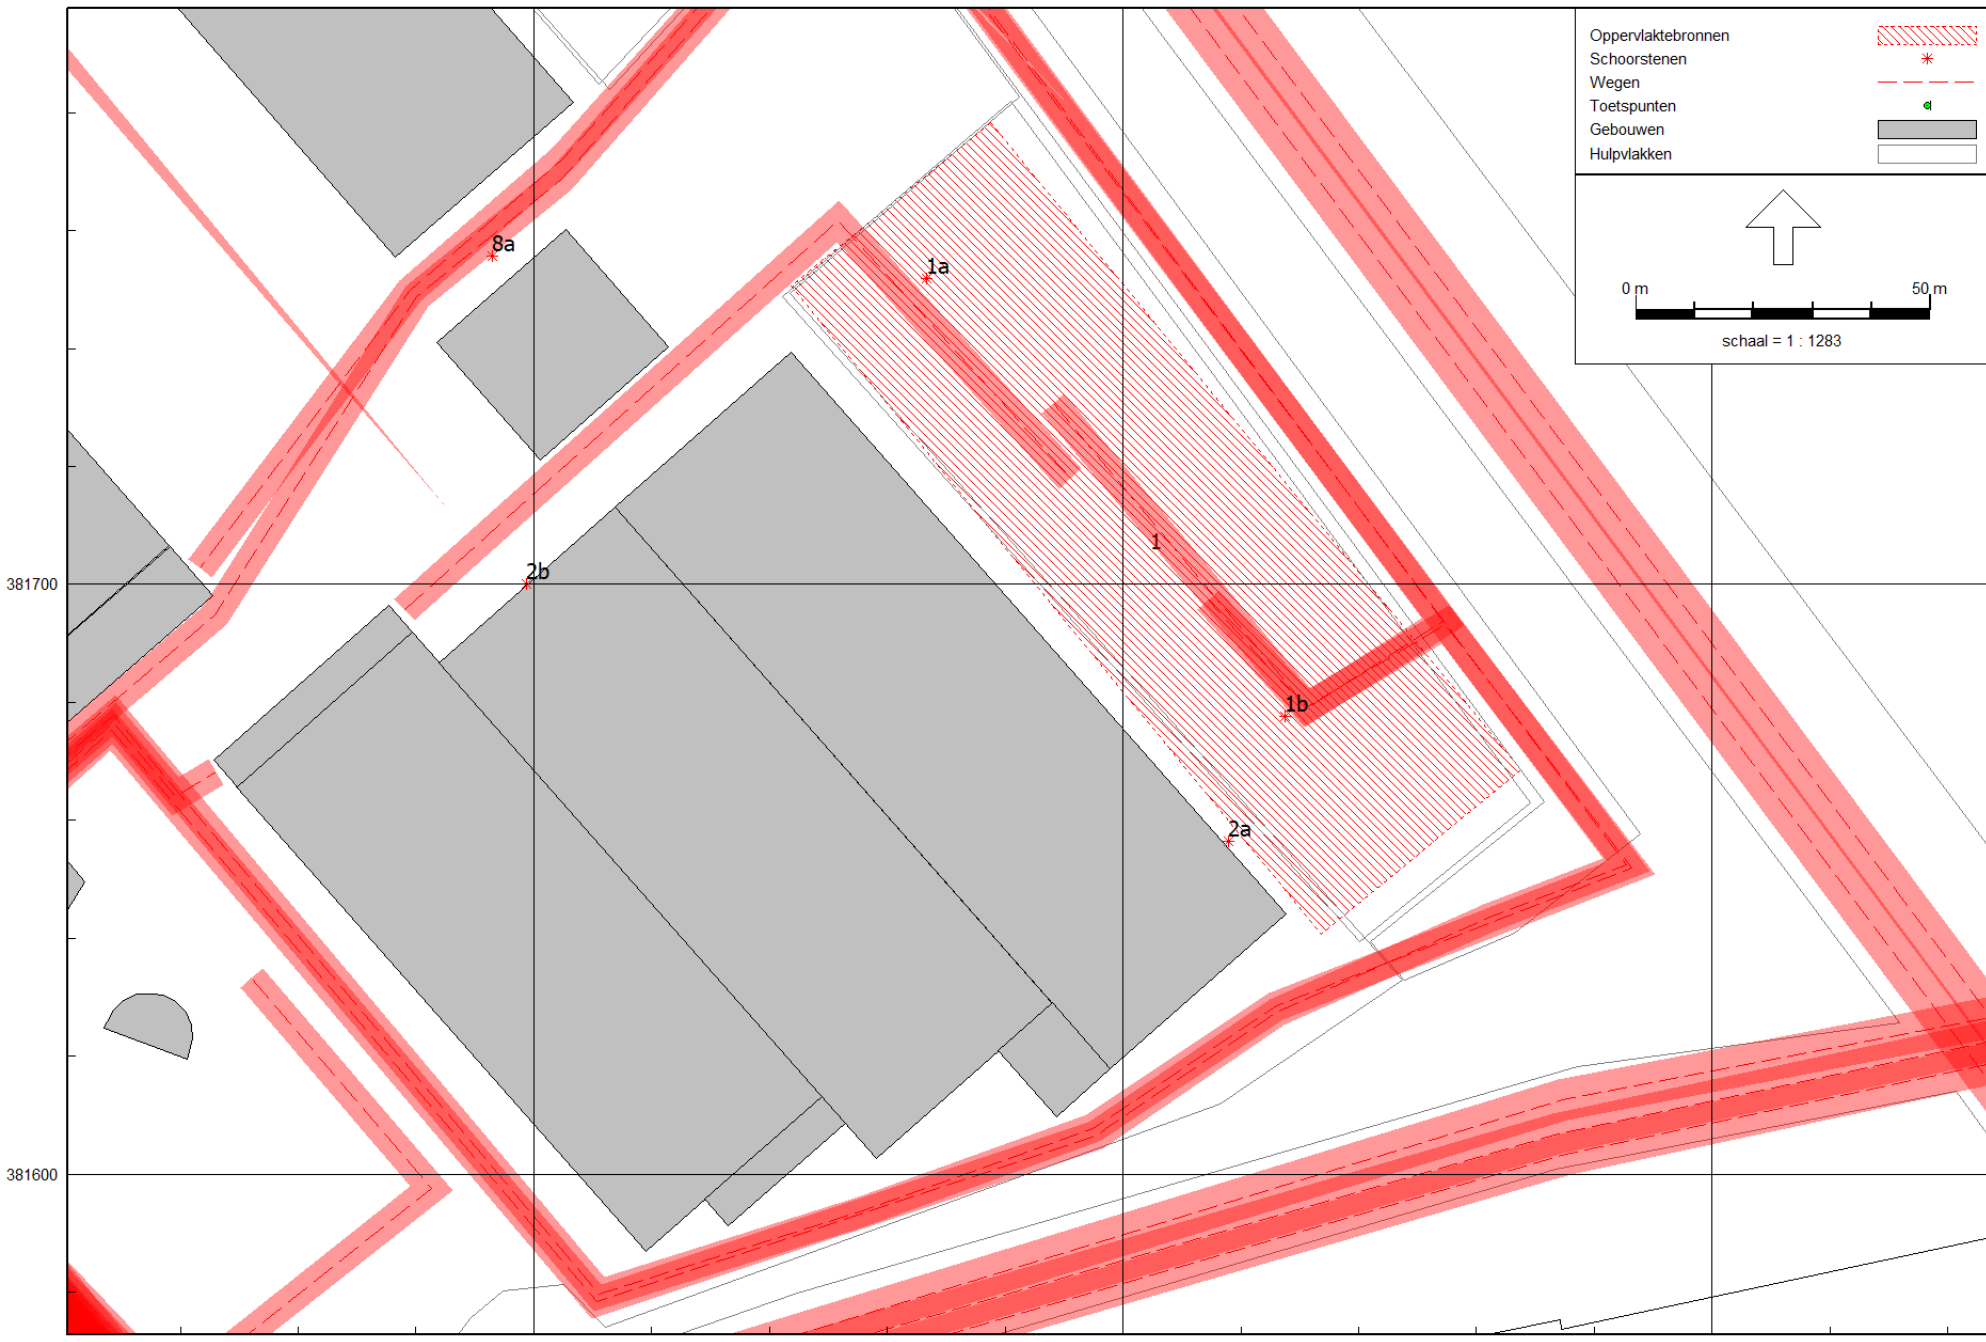 Oppervlaktebronnen
Schoorstenen
Wegen
Toetspunten
Gebouwen
Hulpvlakken
0 m 50 m
schaal = 1 : 1283
8a
1a
1
2b
381700
1b
2a
381600